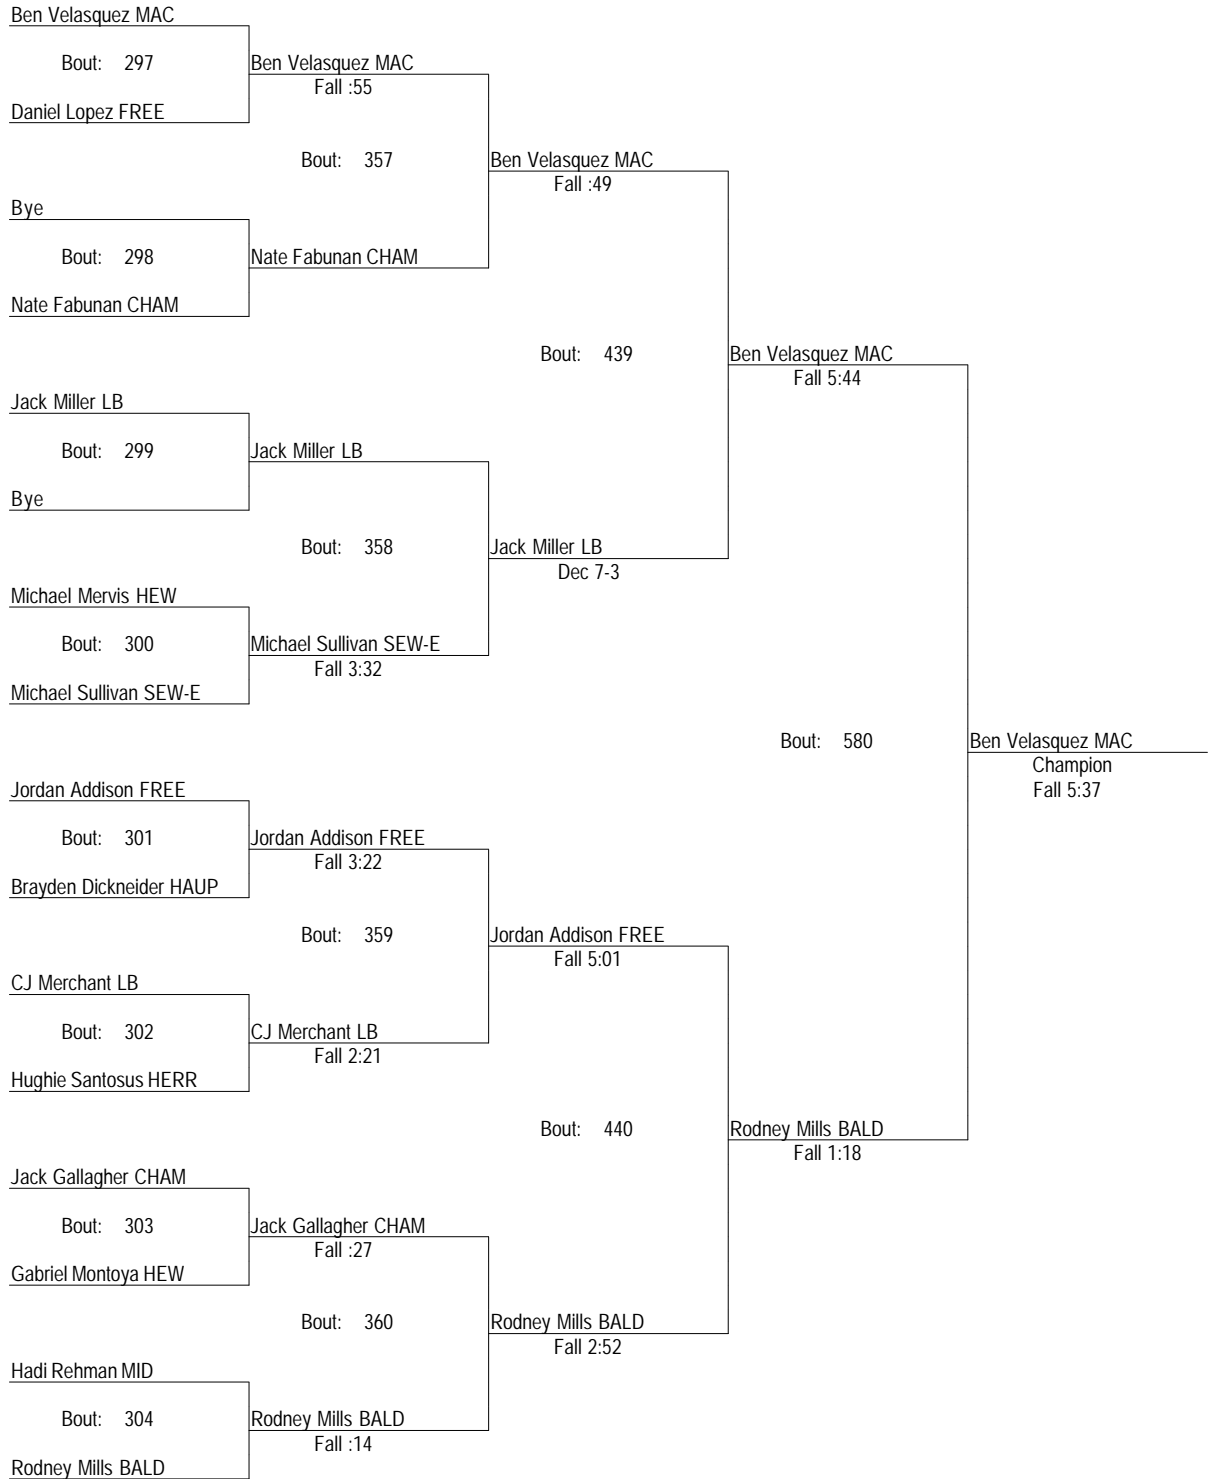 Ben Velasquez MAC
Bout: 297
Ben Velasquez MAC
Fall :55
Daniel Lopez FREE
Bout: 357
Ben Velasquez MAC
Fall :49
Bye
Bout: 298
Nate Fabunan CHAM
Nate Fabunan CHAM
Bout: 439
Ben Velasquez MAC
Fall 5:44
Jack Miller LB
Bout: 299
Jack Miller LB
Bye
Bout: 358
Jack Miller LB
Dec 7-3
Michael Mervis HEW
Bout: 300
Michael Sullivan SEW-E
Fall 3:32
Michael Sullivan SEW-E
Bout: 580
Ben Velasquez MAC
Champion
Fall 5:37
Jordan Addison FREE
Bout: 301
Jordan Addison FREE
Fall 3:22
Brayden Dickneider HAUP
Bout: 359
Jordan Addison FREE
Fall 5:01
CJ Merchant LB
Bout: 302
CJ Merchant LB
Fall 2:21
Hughie Santosus HERR
Bout: 440
Rodney Mills BALD
Fall 1:18
Jack Gallagher CHAM
Bout: 303
Jack Gallagher CHAM
Fall :27
Gabriel Montoya HEW
Bout: 360
Rodney Mills BALD
Fall 2:52
Hadi Rehman MID
Bout: 304
Rodney Mills BALD
Fall :14
Rodney Mills BALD